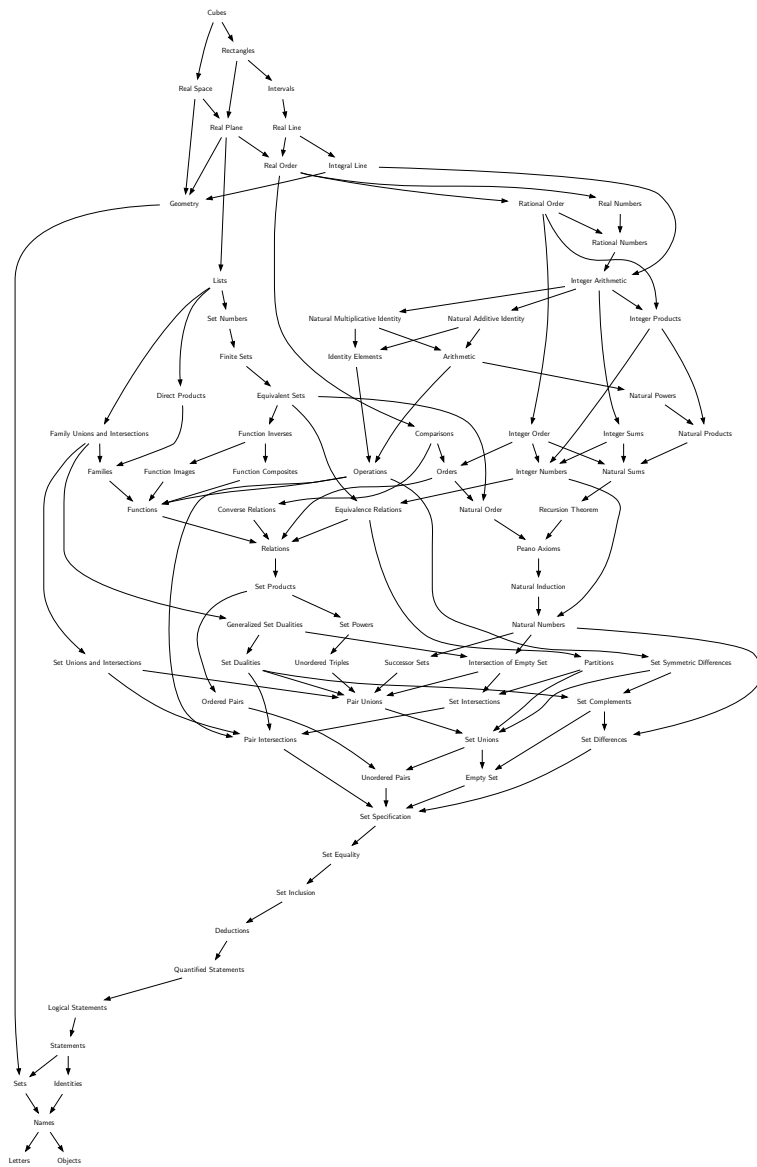 Cubes
Rectangles
Real Space
Intervals
Real Plane
Real Line
Real Order
Integral Line
Geometry
Rational Order
Real Numbers
Rational Numbers
Lists
Integer Arithmetic
Set Numbers
Natural Multiplicative Identity
Natural Additive Identity
Integer Products
Finite Sets
Identity Elements
Arithmetic
Direct Products
Equivalent Sets
Natural Powers
Family Unions and Intersections
Function Inverses
Comparisons
Integer Order
Integer Sums
Natural Products
Families
Function Images
Function Composites
Operations
Orders
Integer Numbers
Natural Sums
Functions
Converse Relations
Equivalence Relations
Natural Order
Recursion Theorem
Relations
Peano Axioms
Set Products
Natural Induction
Generalized Set Dualities
Set Powers
Natural Numbers
Set Unions and Intersections
Set Dualities
Unordered Triples
Successor Sets
Intersection of Empty Set
Partitions
Set Symmetric Differences
Ordered Pairs
Pair Unions
Set Intersections
Set Complements
Pair Intersections
Set Unions
Set Differences
Unordered Pairs
Empty Set
Set Specification
Set Equality
Set Inclusion
Deductions
Quantified Statements
Logical Statements
Statements
Sets
Identities
Names
Letters
Objects